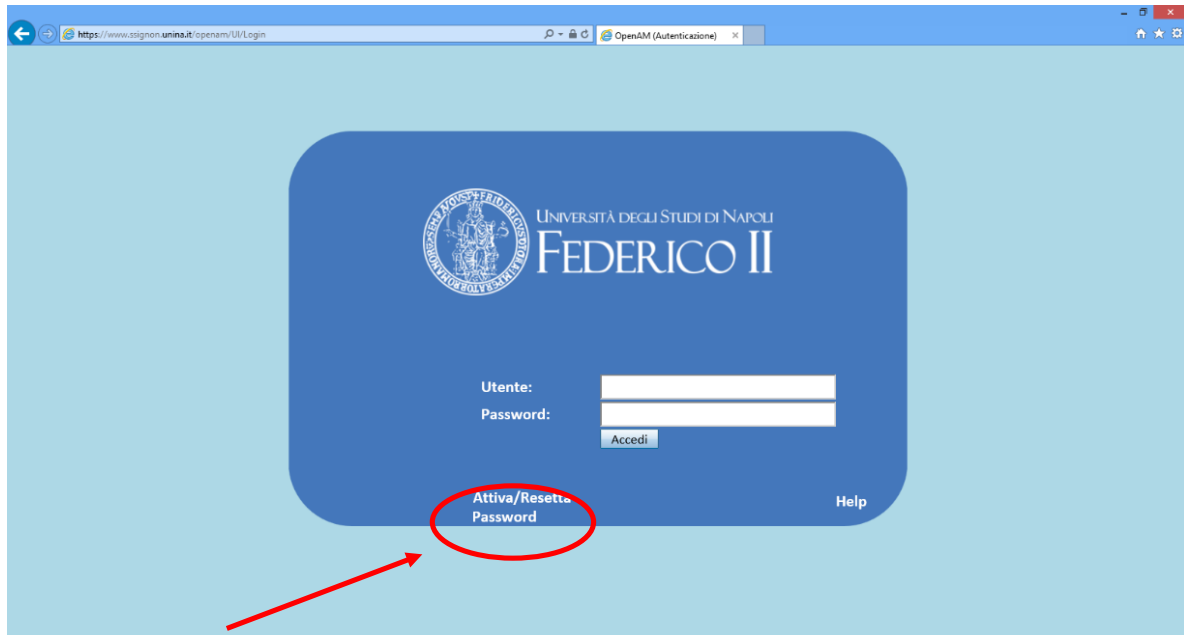 https://www.ssignon.unina.it/openam/UI/Login
OpenAM (Autenticazione)
UNIVERSITÀ DEGLI STUDI DI NAPOLI
FEDERICO II
Utente:
Password:
Accedi
Attiva/Resetta
Password
Help